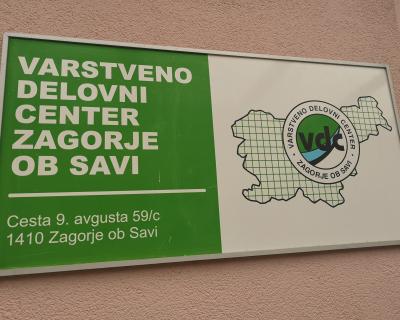 VARSTVENO
DELOVNI
CENTER
ZAGORJE
OB SAVI
Cesta 9. avgusta 59/c
1410 Zagorje ob Savi
VARSTVENO DELOVNI CENTER
vdc
ZAGORJE OB SAVI